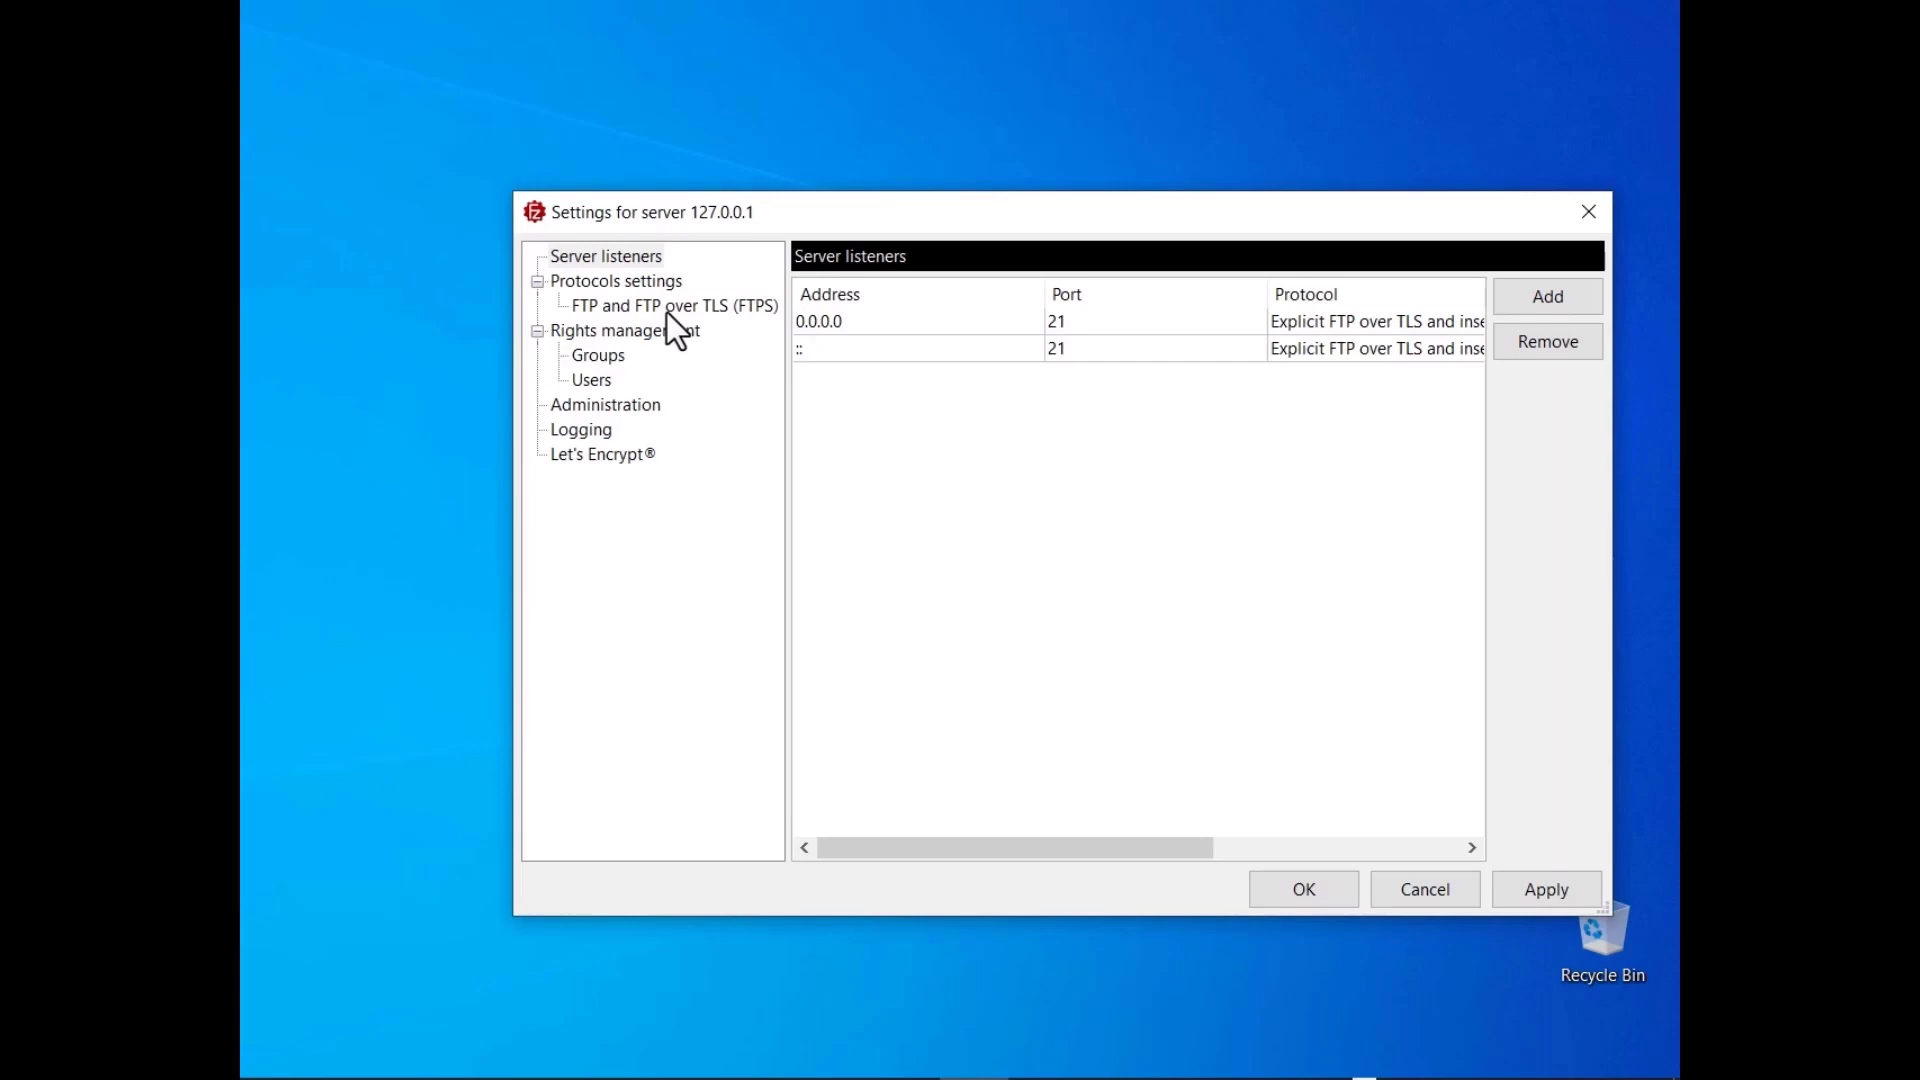 Settings for server 127.0.0.1
Server listeners
Protocols settings
FTP and FTP over TLS (FTPS)
Rights
Groups
Users
Administration
Logging
Let's Encrypt®
Server listeners
Address Port Protocol
0.0.0.0 21 Explicit FTP over TLS and inse
:: 21 Explicit FTP over TLS and inse
Add
Remove
OK Cancel Apply
Recycle Bin